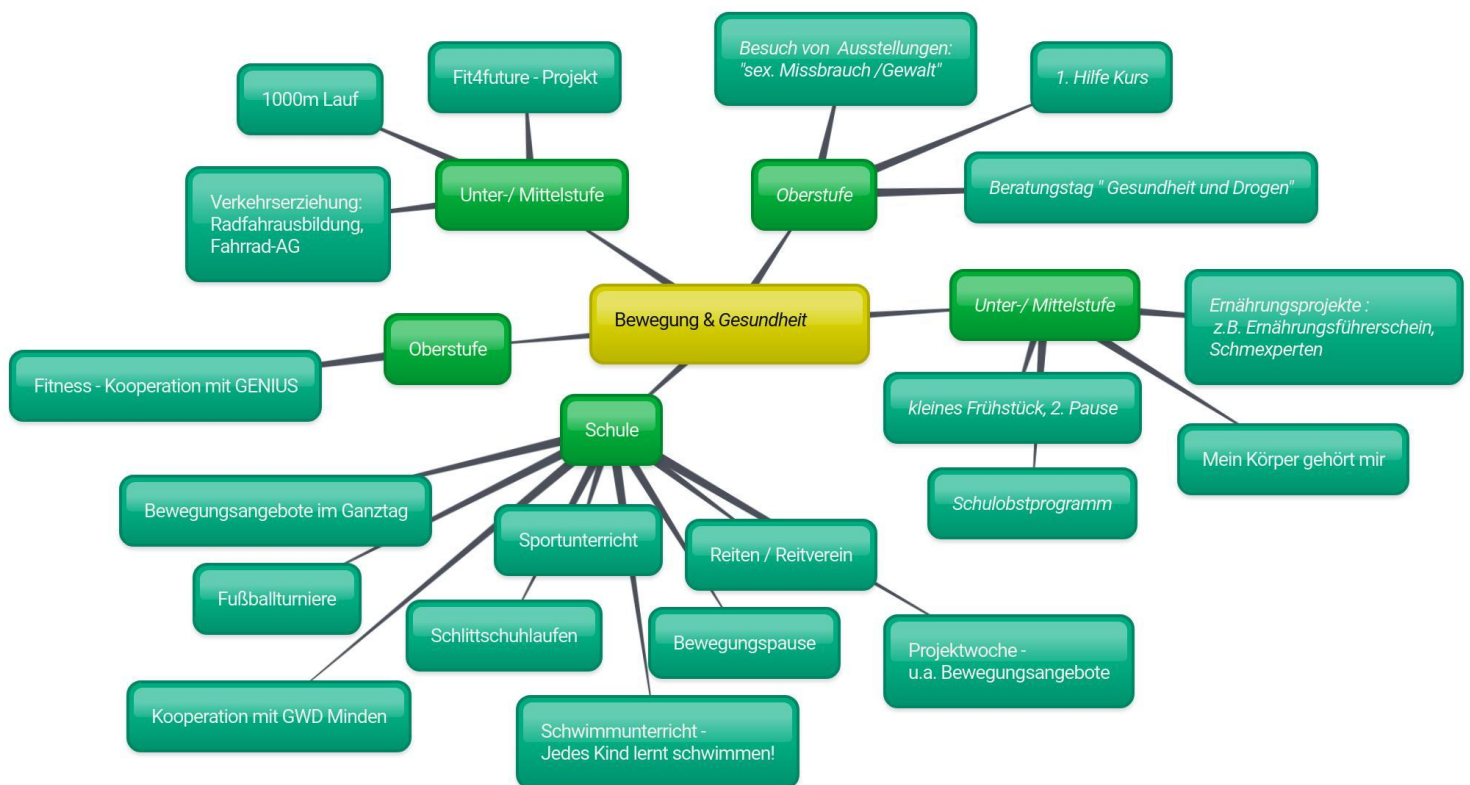 Besuch von Ausstellungen:
"sex. Missbrauch /Gewalt"
Fit4future - Projekt
1. Hilfe Kurs
1000m Lauf
Unter-/ Mittelstufe
Oberstufe
Beratungstag " Gesundheit und Drogen"
Verkehrserziehung:
Radfahrausbildung,
Fahrrad-AG
Bewegung & Gesundheit
Unter-/ Mittelstufe
Ernährungsprojekte :
z.B. Ernährungsführerschein,
Schmexperten
Oberstufe
Fitness - Kooperation mit GENIUS
kleines Frühstück, 2. Pause
Schule
Mein Körper gehört mir
Schulobstprogramm
Bewegungsangebote im Ganztag
Sportunterricht
Reiten / Reitverein
Fußballturniere
Schlittschuhlaufen
Bewegungspause
Projektwoche -
u.a. Bewegungsangebote
Kooperation mit GWD Minden
Schwimmunterricht -
Jedes Kind lernt schwimmen!